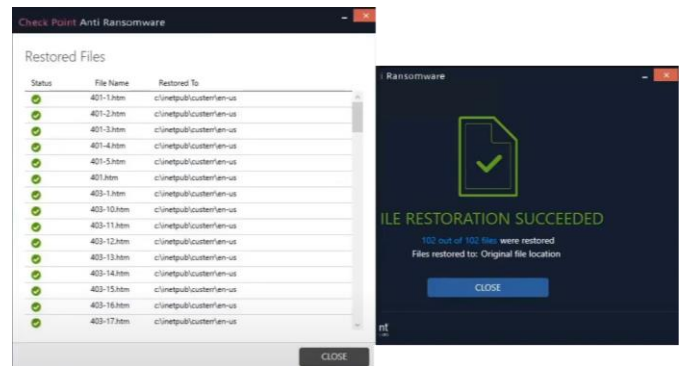 Check Point Anti Ransomware
Restored Files
Status File Name Restored To
401-1.htm c:\inetpub\custerr\en-us
401-2.htm c:\inetpub\custerr\en-us
401-3.htm c:\inetpub\custerr\en-us
401-4.htm c:\inetpub\custerr\en-us
401-5.htm c:\inetpub\custerr\en-us
401.htm c:\inetpub\custerr\en-us
403-1.htm c:\inetpub\custerr\en-us
403-10.htm c:\inetpub\custerr\en-us
403-11.htm c:\inetpub\custerr\en-us
403-12.htm c:\inetpub\custerr\en-us
403-13.htm c:\inetpub\custerr\en-us
403-14.htm c:\inetpub\custerr\en-us
403-15.htm c:\inetpub\custerr\en-us
403-16.htm c:\inetpub\custerr\en-us
403-17.htm c:\inetpub\custerr\en-us
CLOSE
i Ransomware
ILE RESTORATION SUCCEEDED
102 out of 102 files were restored
Files restored to: Original file location
CLOSE
nt